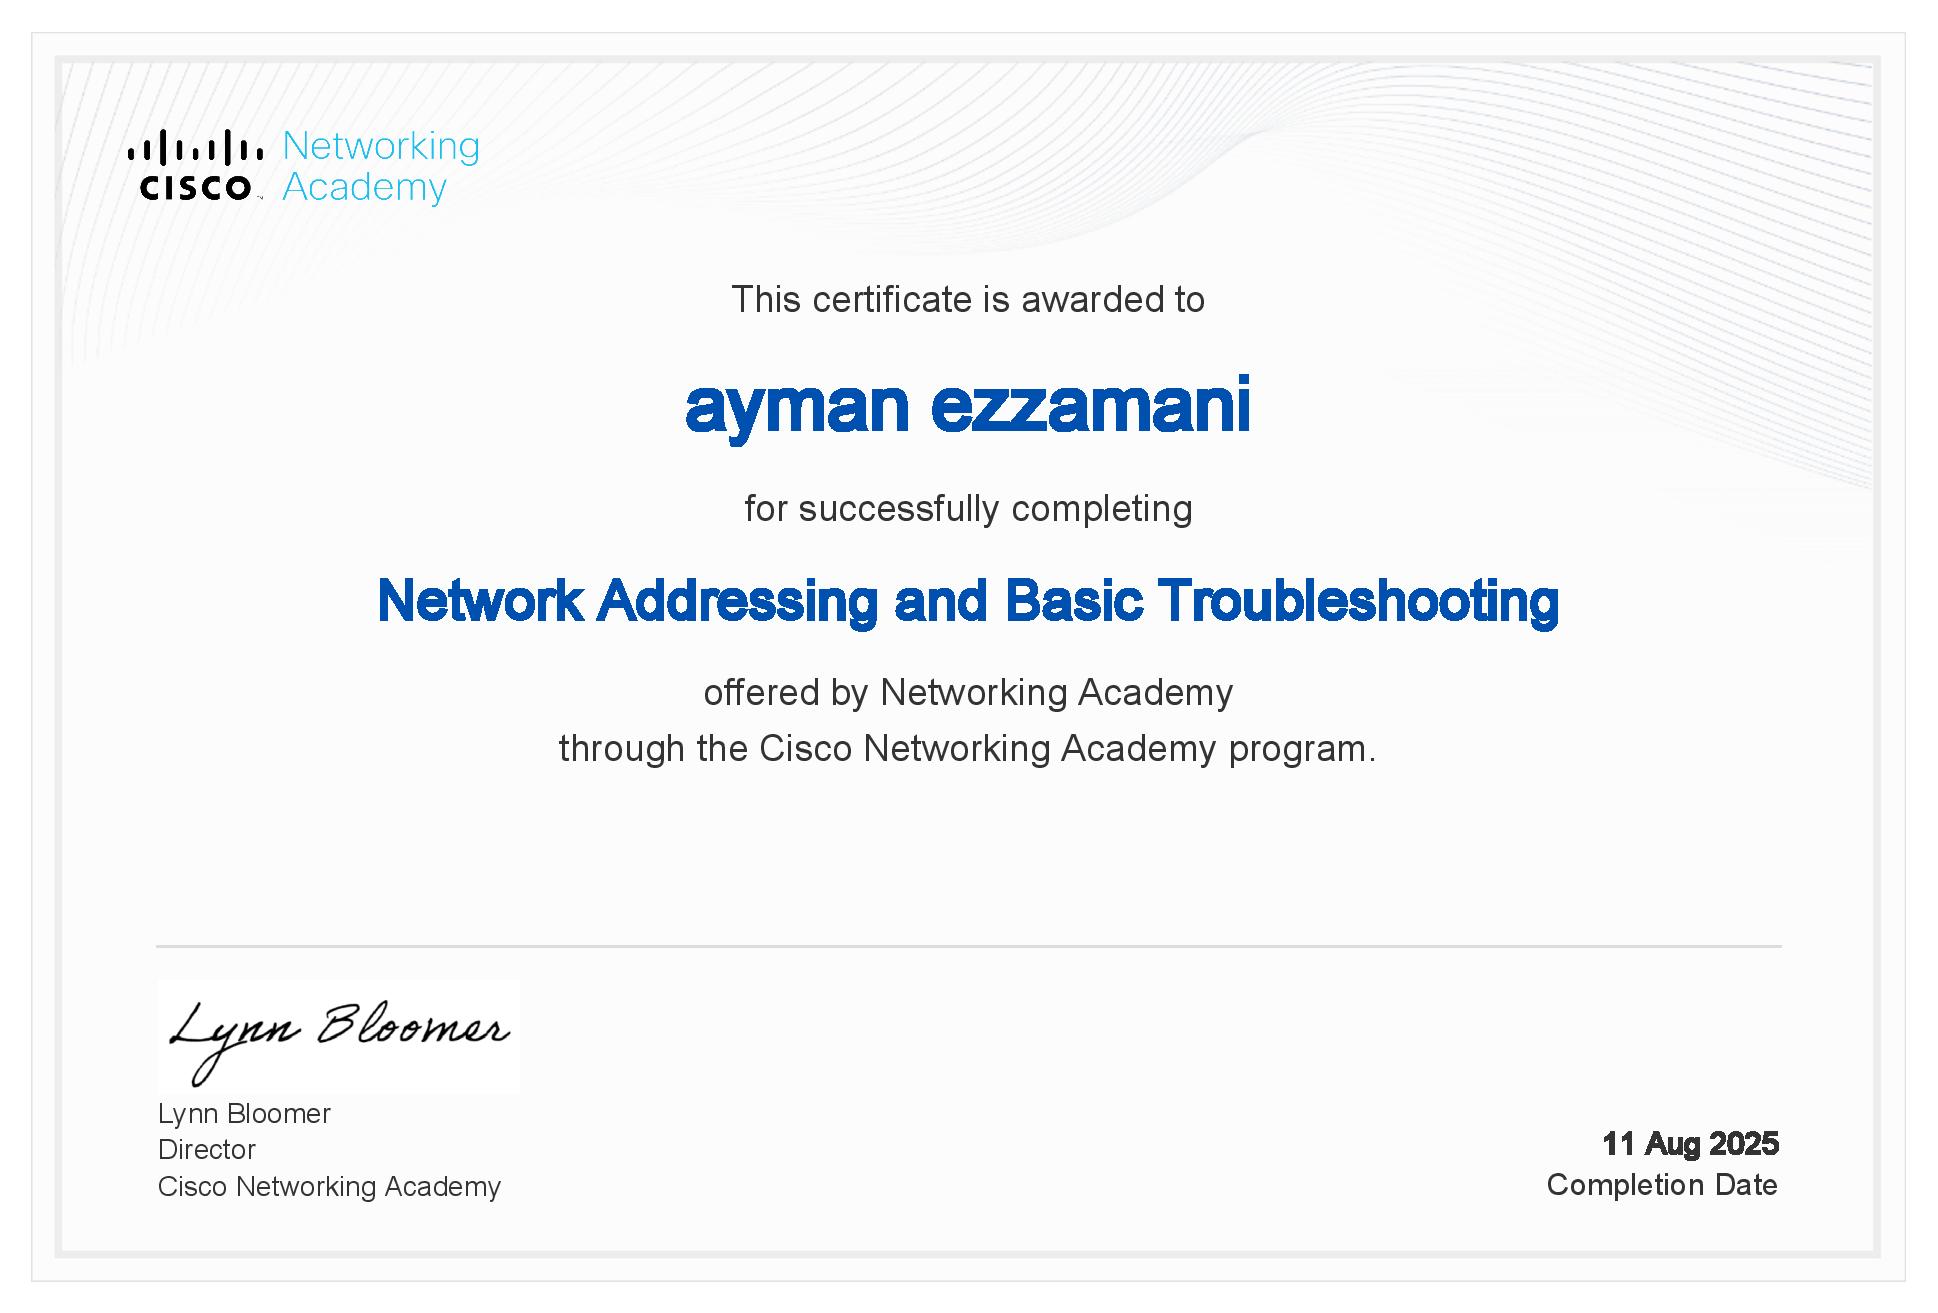 cisco
Networking
Academy
This certificate is awarded to
ayman ezzamani
for successfully completing
Network Addressing and Basic Troubleshooting
offered by Networking Academy
through the Cisco Networking Academy program.
Lynn Bloomer
Lynn Bloomer
Director
Cisco Networking Academy
11 Aug 2025
Completion Date